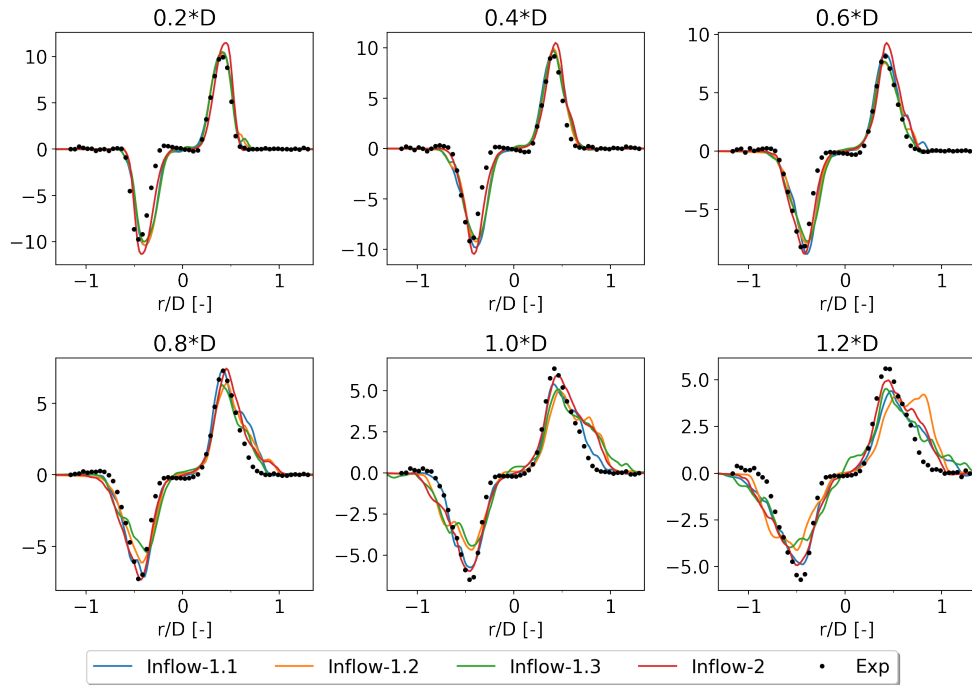 0.2*D 0.4*D 0.6*D
10 10 10
5 5 5
0 0 0
−5 −5 −5
−10 −10
−1 0 1 −1 0 1 −1 0 1
r/D [-] r/D [-] r/D [-]
0.8*D 1.0*D 1.2*D
5 5.0 5.0
2.5 2.5
0 0.0 0.0
−2.5 −2.5
−5 −5.0 −5.0
−1 0 1 −1 0 1 −1 0 1
r/D [-] r/D [-] r/D [-]
Inflow-1.1 Inflow-1.2 Inflow-1.3 Inflow-2 Exp